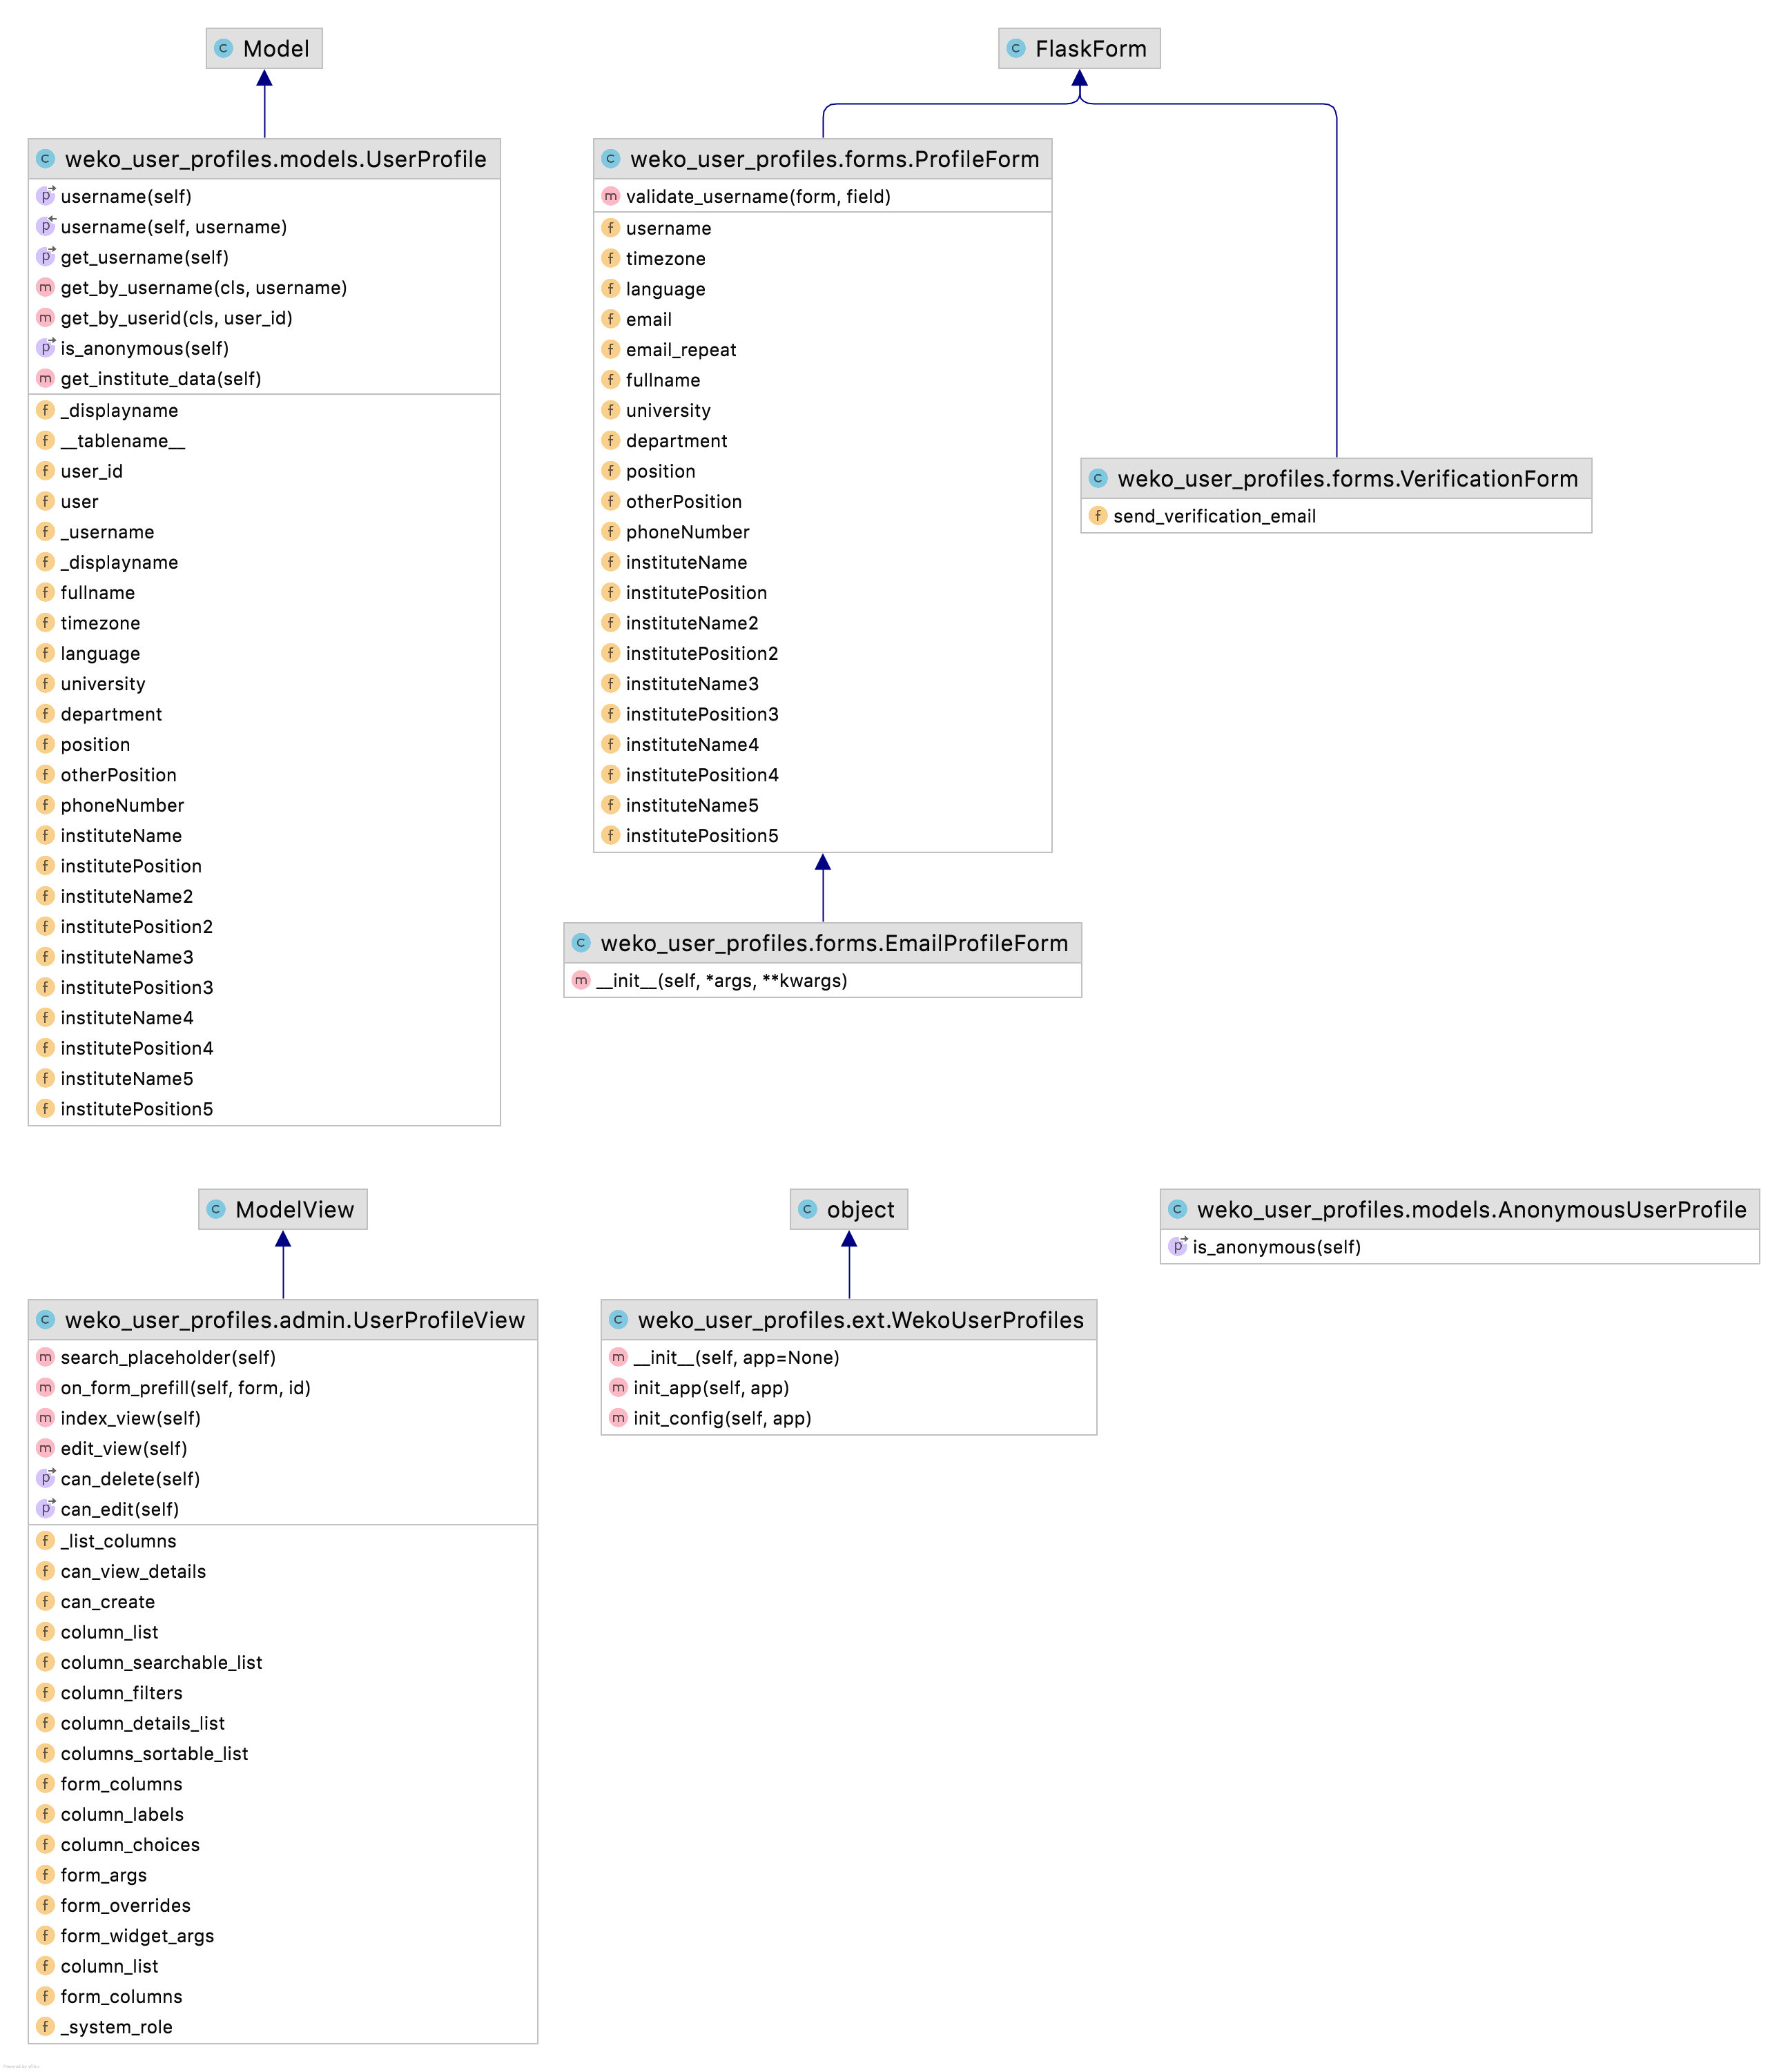 Model
weko_user_profiles.models.UserProfile
username(self)
username(self, username)
get_username(self)
get_by_username(cls, username)
get_by_userid(cls, user_id)
is_anonymous(self)
get_institute_data(self)
_displayname
__tablename__
user_id
user
_username
_displayname
fullname
timezone
language
university
department
position
otherPosition
phoneNumber
instituteName
institutePosition
instituteName2
institutePosition2
instituteName3
institutePosition3
instituteName4
institutePosition4
instituteName5
institutePosition5
FlaskForm
weko_user_profiles.forms.ProfileForm
validate_username(form, field)
username
timezone
language
email
email_repeat
fullname
university
department
position
otherPosition
phoneNumber
instituteName
institutePosition
instituteName2
institutePosition2
instituteName3
institutePosition3
instituteName4
institutePosition4
instituteName5
institutePosition5
weko_user_profiles.forms.VerificationForm
send_verification_email
weko_user_profiles.forms.EmailProfileForm
__init__(self, *args, **kwargs)
ModelView
weko_user_profiles.admin.UserProfileView
search_placeholder(self)
on_form_prefill(self, form, id)
index_view(self)
edit_view(self)
can_delete(self)
can_edit(self)
_list_columns
can_view_details
can_create
column_list
column_searchable_list
column_filters
column_details_list
columns_sortable_list
form_columns
column_labels
column_choices
form_args
form_overrides
form_widget_args
column_list
form_columns
_system_role
object
weko_user_profiles.ext.WekoUserProfiles
__init__(self, app=None)
init_app(self, app)
init_config(self, app)
weko_user_profiles.models.AnonymousUserProfile
is_anonymous(self)
Powered by yFiles